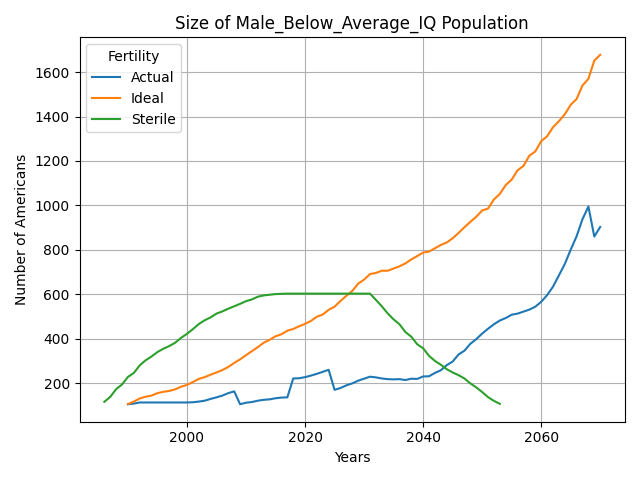 Size of Male_Below_Average_IQ Population
Fertility
Actual
Ideal
Sterile
Number of Americans
1600
1400
1200
1000
800
600
400
200
2000
2020
2040
2060
Years